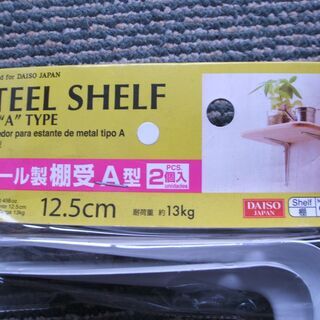 d for DAISO JAPAN
TEEL SHELF
"A" TYPE
edor para estante de metal tipo A
ール製 棚受 A型 2 PCS. 個入 unidades
12.5cm 耐荷重 約13kg
DAISO JAPAN
Shelf
棚